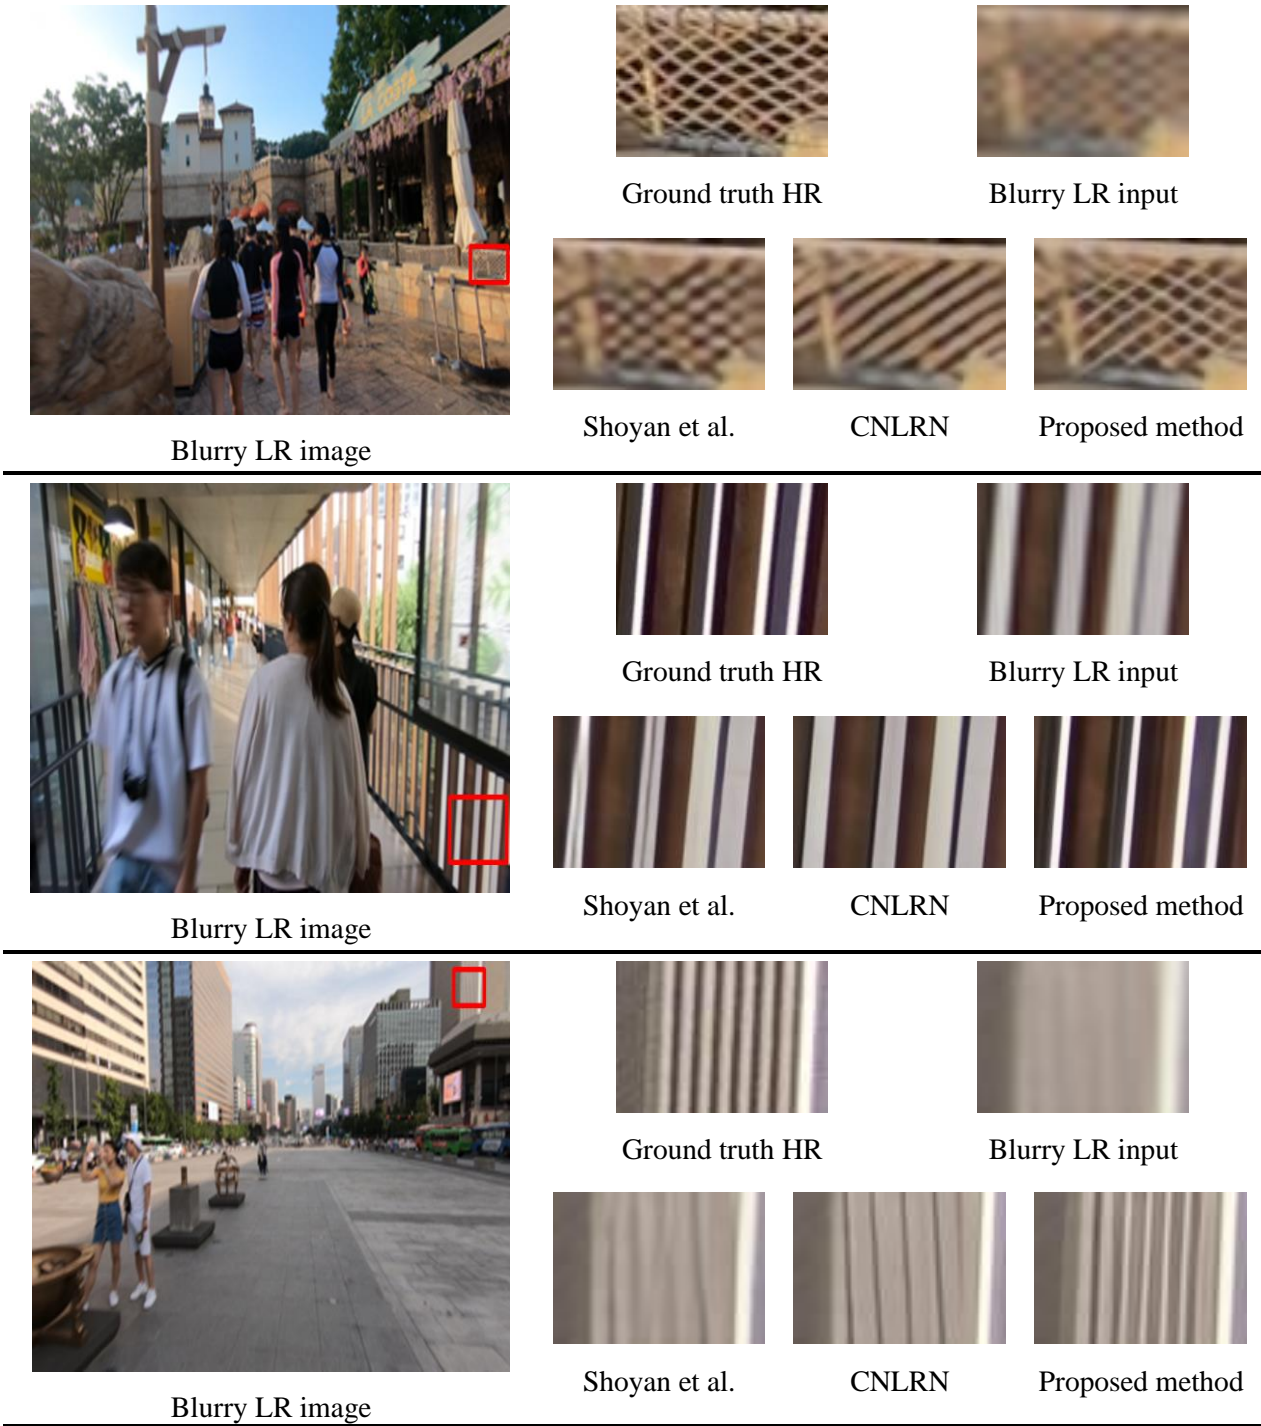 LA COSTA
Ground truth HR
Blurry LR input
Shoyan et al.
CNLRN
Proposed method
Blurry LR image
Ground truth HR
Blurry LR input
Shoyan et al.
CNLRN
Proposed method
Blurry LR image
Ground truth HR
Blurry LR input
Shoyan et al.
CNLRN
Proposed method
Blurry LR image